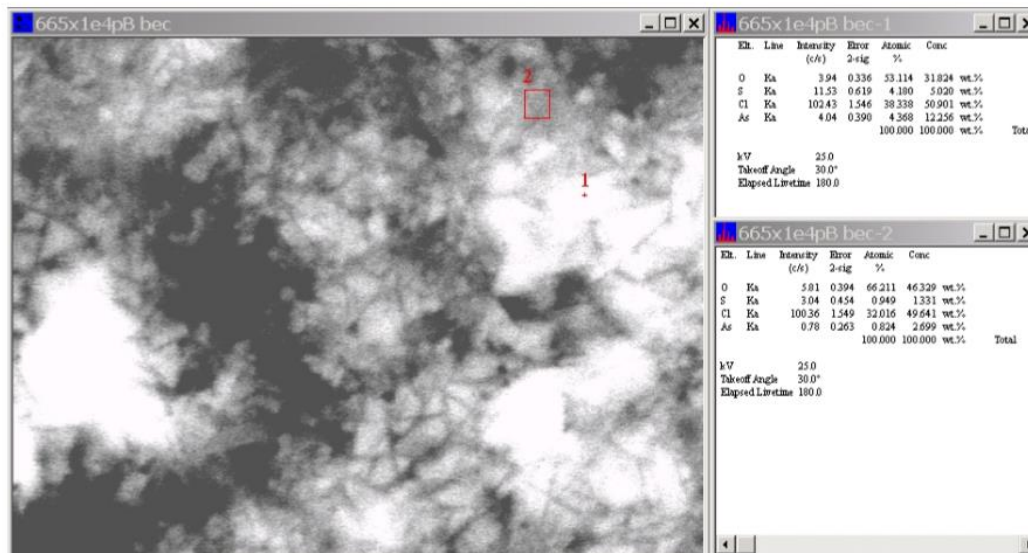 665x1e4pB bec
2
1
665x1e4pB bec-1
Elt. Line Intensity Error Atomic Conc
(c/s) 2-sig %
O Ka 3.94 0.336 53.114 31.824 wt.%
S Ka 11.53 0.619 4.180 5.020 wt.%
Cl Ka 102.43 1.546 38.338 50.901 wt.%
As Ka 4.04 0.390 4.368 12.256 wt.%
100.000 100.000 wt.% Total
kV 25.0
Takeoff Angle 30.0°
Elapsed Livetime 180.0
665x1e4pB bec-2
Elt. Line Intensity Error Atomic Conc
(c/s) 2-sig %
O Ka 5.81 0.394 66.211 46.329 wt.%
S Ka 3.04 0.454 0.949 1.331 wt.%
Cl Ka 100.36 1.549 32.016 49.641 wt.%
As Ka 0.78 0.263 0.824 2.699 wt.%
100.000 100.000 wt.% Total
kV 25.0
Takeoff Angle 30.0°
Elapsed Livetime 180.0